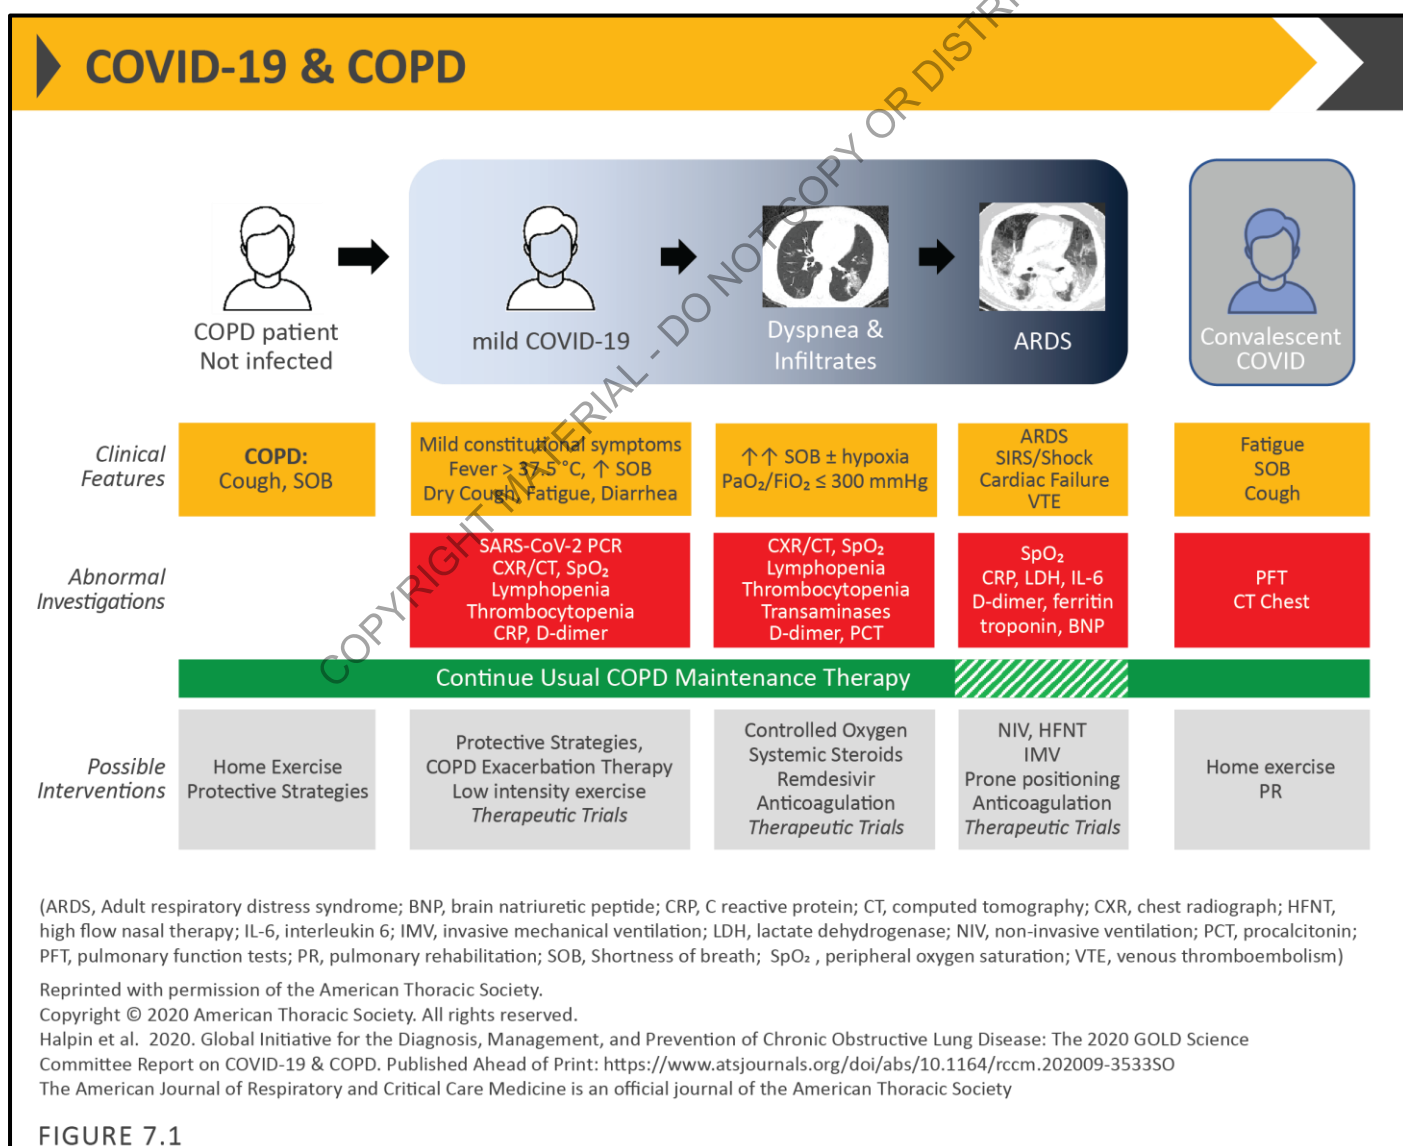 COVID-19 & COPD
COPD patient
Not infected
mild COVID-19
Dyspnea &
Infiltrates
ARDS
Convalescent
COVID
Clinical
Features
COPD:
Cough, SOB
Mild constitutional symptoms
Fever > 37.5˚°C, ↑ SOB
Dry Cough, Fatigue, Diarrhea
↑↑ SOB ± hypoxia
PaO₂/FiO₂ ≤ 300 mmHg
ARDS
SIRS/Shock
Cardiac Failure
VTE
Fatigue
SOB
Cough
Abnormal
Investigations
SARS-CoV-2 PCR
CXR/CT, SpO₂
Lymphopenia
Thrombocytopenia
CRP, D-dimer
CXR/CT, SpO₂
Lymphopenia
Thrombocytopenia
Transaminases
D-dimer, PCT
SpO₂
CRP, LDH, IL-6
D-dimer, ferritin
troponin, BNP
PFT
CT Chest
Continue Usual COPD Maintenance Therapy
Possible
Interventions
Home Exercise
Protective Strategies
Protective Strategies,
COPD Exacerbation Therapy
Low intensity exercise
Therapeutic Trials
Controlled Oxygen
Systemic Steroids
Remdesivir
Anticoagulation
Therapeutic Trials
NIV, HFNT
IMV
Prone positioning
Anticoagulation
Therapeutic Trials
Home exercise
PR
(ARDS, Adult respiratory distress syndrome; BNP, brain natriuretic peptide; CRP, C reactive protein; CT, computed tomography; CXR, chest radiograph; HFNT,
high flow nasal therapy; IL-6, interleukin 6; IMV, invasive mechanical ventilation; LDH, lactate dehydrogenase; NIV, non-invasive ventilation; PCT, procalcitonin;
PFT, pulmonary function tests; PR, pulmonary rehabilitation; SOB, Shortness of breath; SpO₂ , peripheral oxygen saturation; VTE, venous thromboembolism)
Reprinted with permission of the American Thoracic Society.
Copyright © 2020 American Thoracic Society. All rights reserved.
Halpin et al. 2020. Global Initiative for the Diagnosis, Management, and Prevention of Chronic Obstructive Lung Disease: The 2020 GOLD Science
Committee Report on COVID-19 & COPD. Published Ahead of Print: https://www.atsjournals.org/doi/abs/10.1164/rccm.202009-3533SO
The American Journal of Respiratory and Critical Care Medicine is an official journal of the American Thoracic Society
FIGURE 7.1
COPYRIGHT MATERIAL - DO NOT COPY OR DISTRI